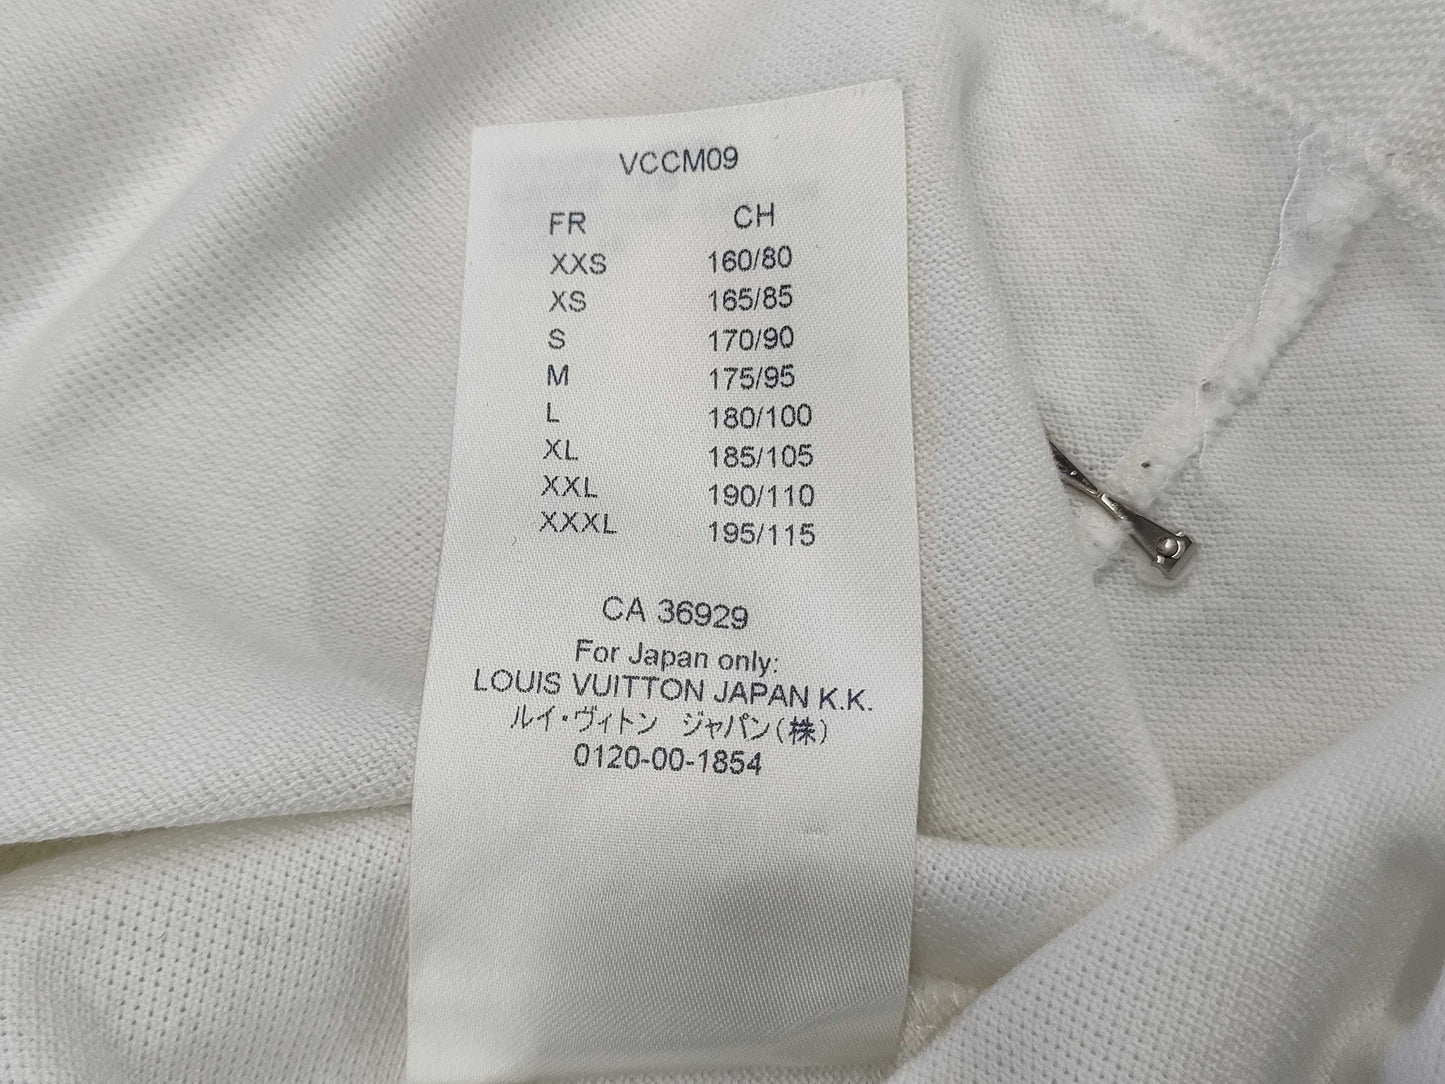 VCCM09
FR CH
XXS 160/80
XS 165/85
S 170/90
M 175/95
L 180/100
XL 185/105
XXL 190/110
XXXL 195/115
CA 36929
For Japan only:
LOUIS VUITTON JAPAN K.K.
ルイ・ヴィトン ジャパン(株)
0120-00-1854